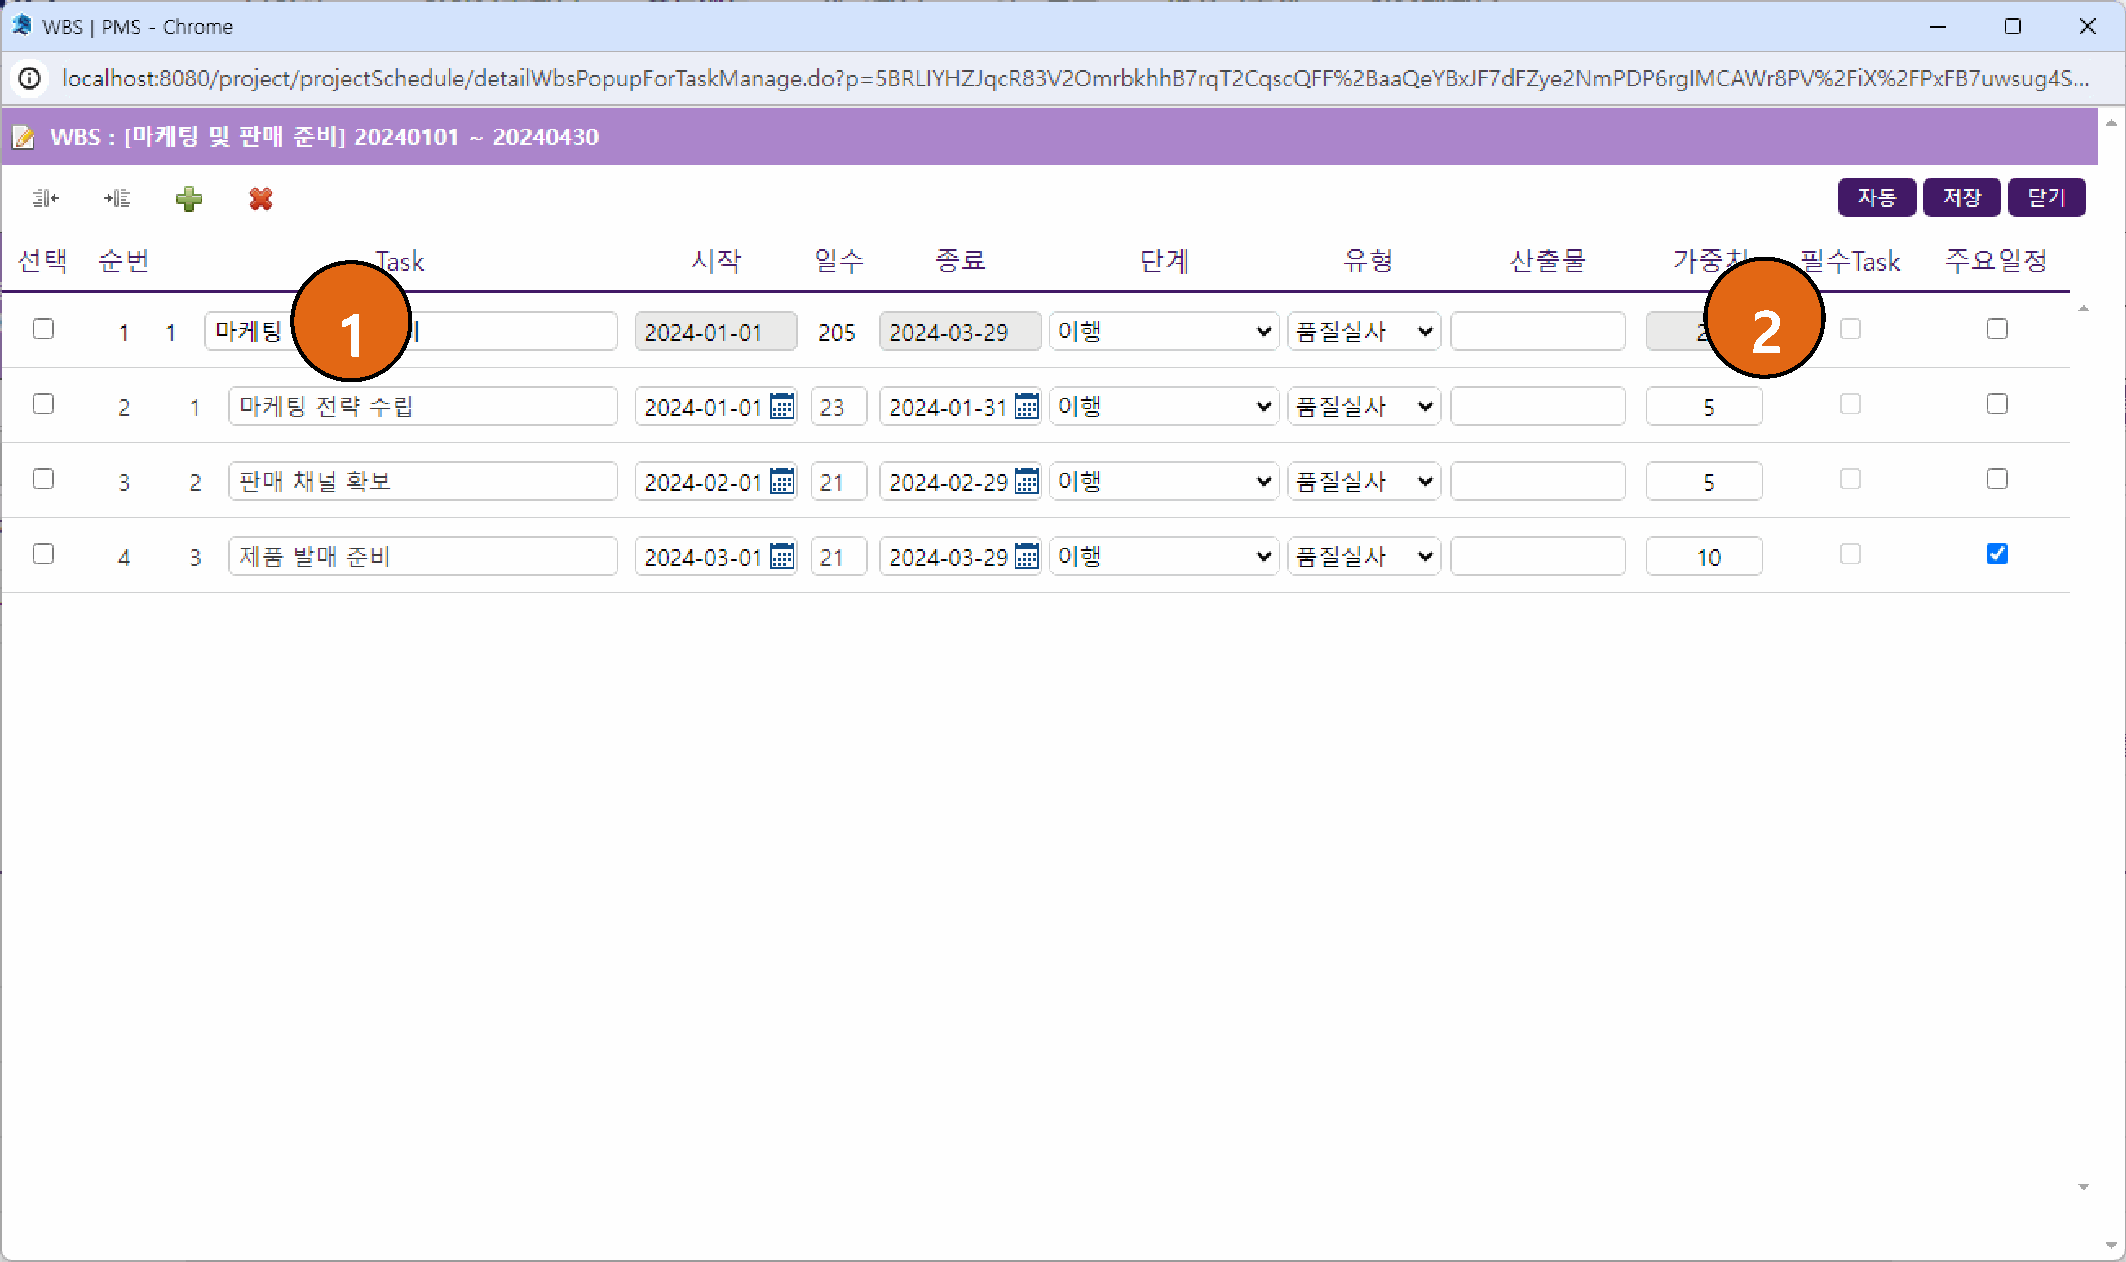 WBS | PMS - Chrome
localhost:8080/project/projectSchedule/detailWbsPopupForTaskManage.do?p=5BRLIYHZJqcR83V2OmrbkhhB7rqT2CqscQFF%2BaaQeYBxJF7dFZye2NmPDP6rgIMCAWr8PV%2FiX%2FPxFB7uwsug4S...
WBS : [마케팅 및 판매 준비] 20240101 ~ 20240430
자동 저장 닫기
선택 순번 Task 시작 일수 종료 단계 유형 산출물 가중치 필수Task 주요일정
1 1 마케팅 1 2024-01-01 205 2024-03-29 이행 품질실사 2
2 1 마케팅 전략 수립 2024-01-01 23 2024-01-31 이행 품질실사 5
3 2 판매 채널 확보 2024-02-01 21 2024-02-29 이행 품질실사 5
4 3 제품 발매 준비 2024-03-01 21 2024-03-29 이행 품질실사 10